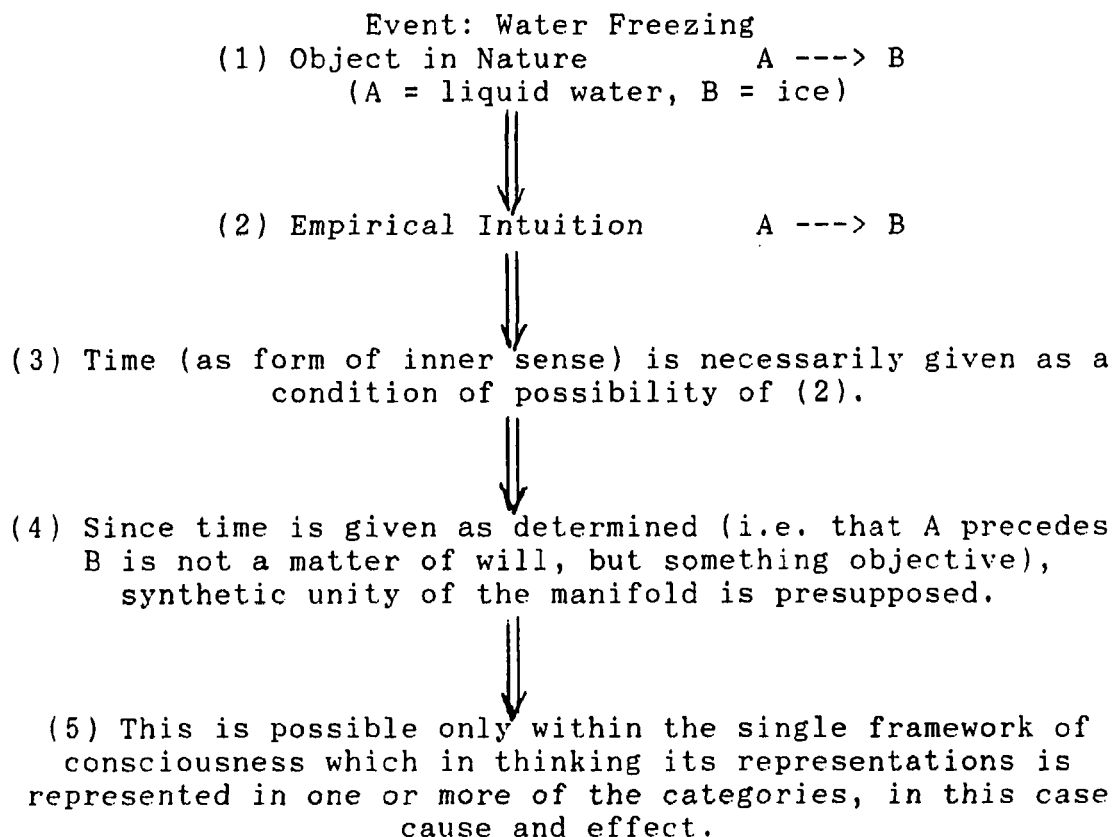 Event: Water Freezing
(1) Object in Nature A ---> B
(A = liquid water, B = ice)
(2) Empirical Intuition A ---> B
(3) Time (as form of inner sense) is necessarily given as a
condition of possibility of (2).
(4) Since time is given as determined (i.e. that A precedes
B is not a matter of will, but something objective),
synthetic unity of the manifold is presupposed.
(5) This is possible only within the single framework of
consciousness which in thinking its representations is
represented in one or more of the categories, in this case
cause and effect.